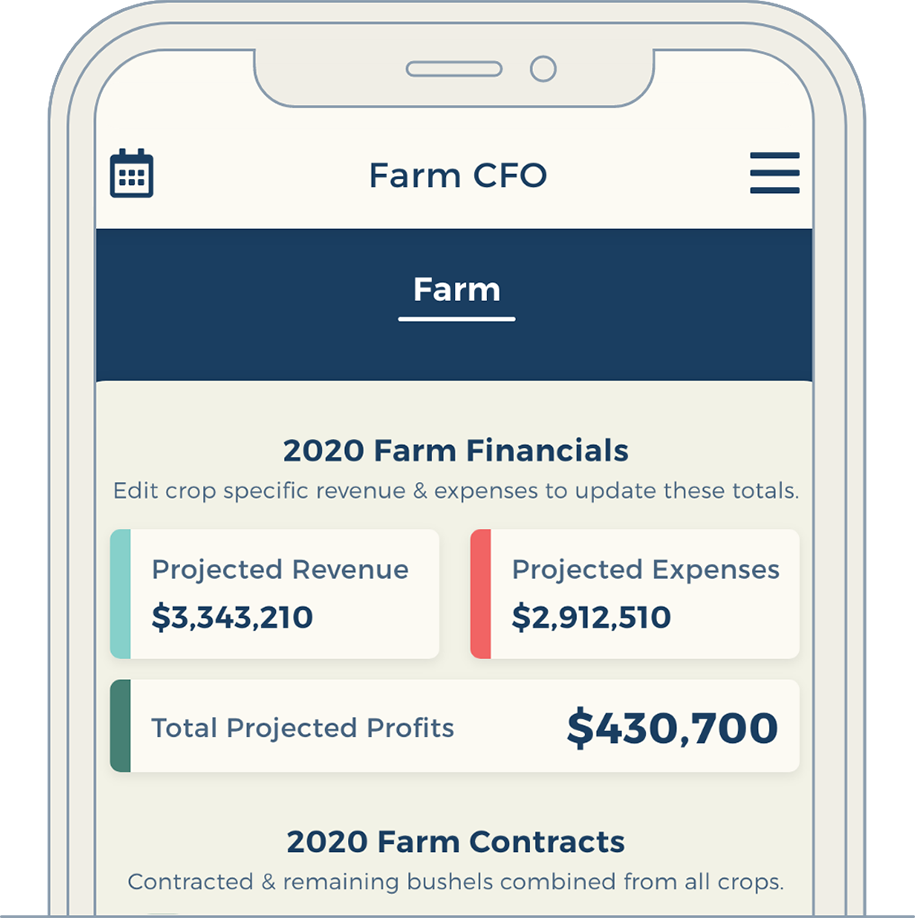 Farm CFO
Farm
2020 Farm Financials
Edit crop specific revenue & expenses to update these totals.
Projected Revenue
$3,343,210
Projected Expenses
$2,912,510
Total Projected Profits
$430,700
2020 Farm Contracts
Contracted & remaining bushels combined from all crops.